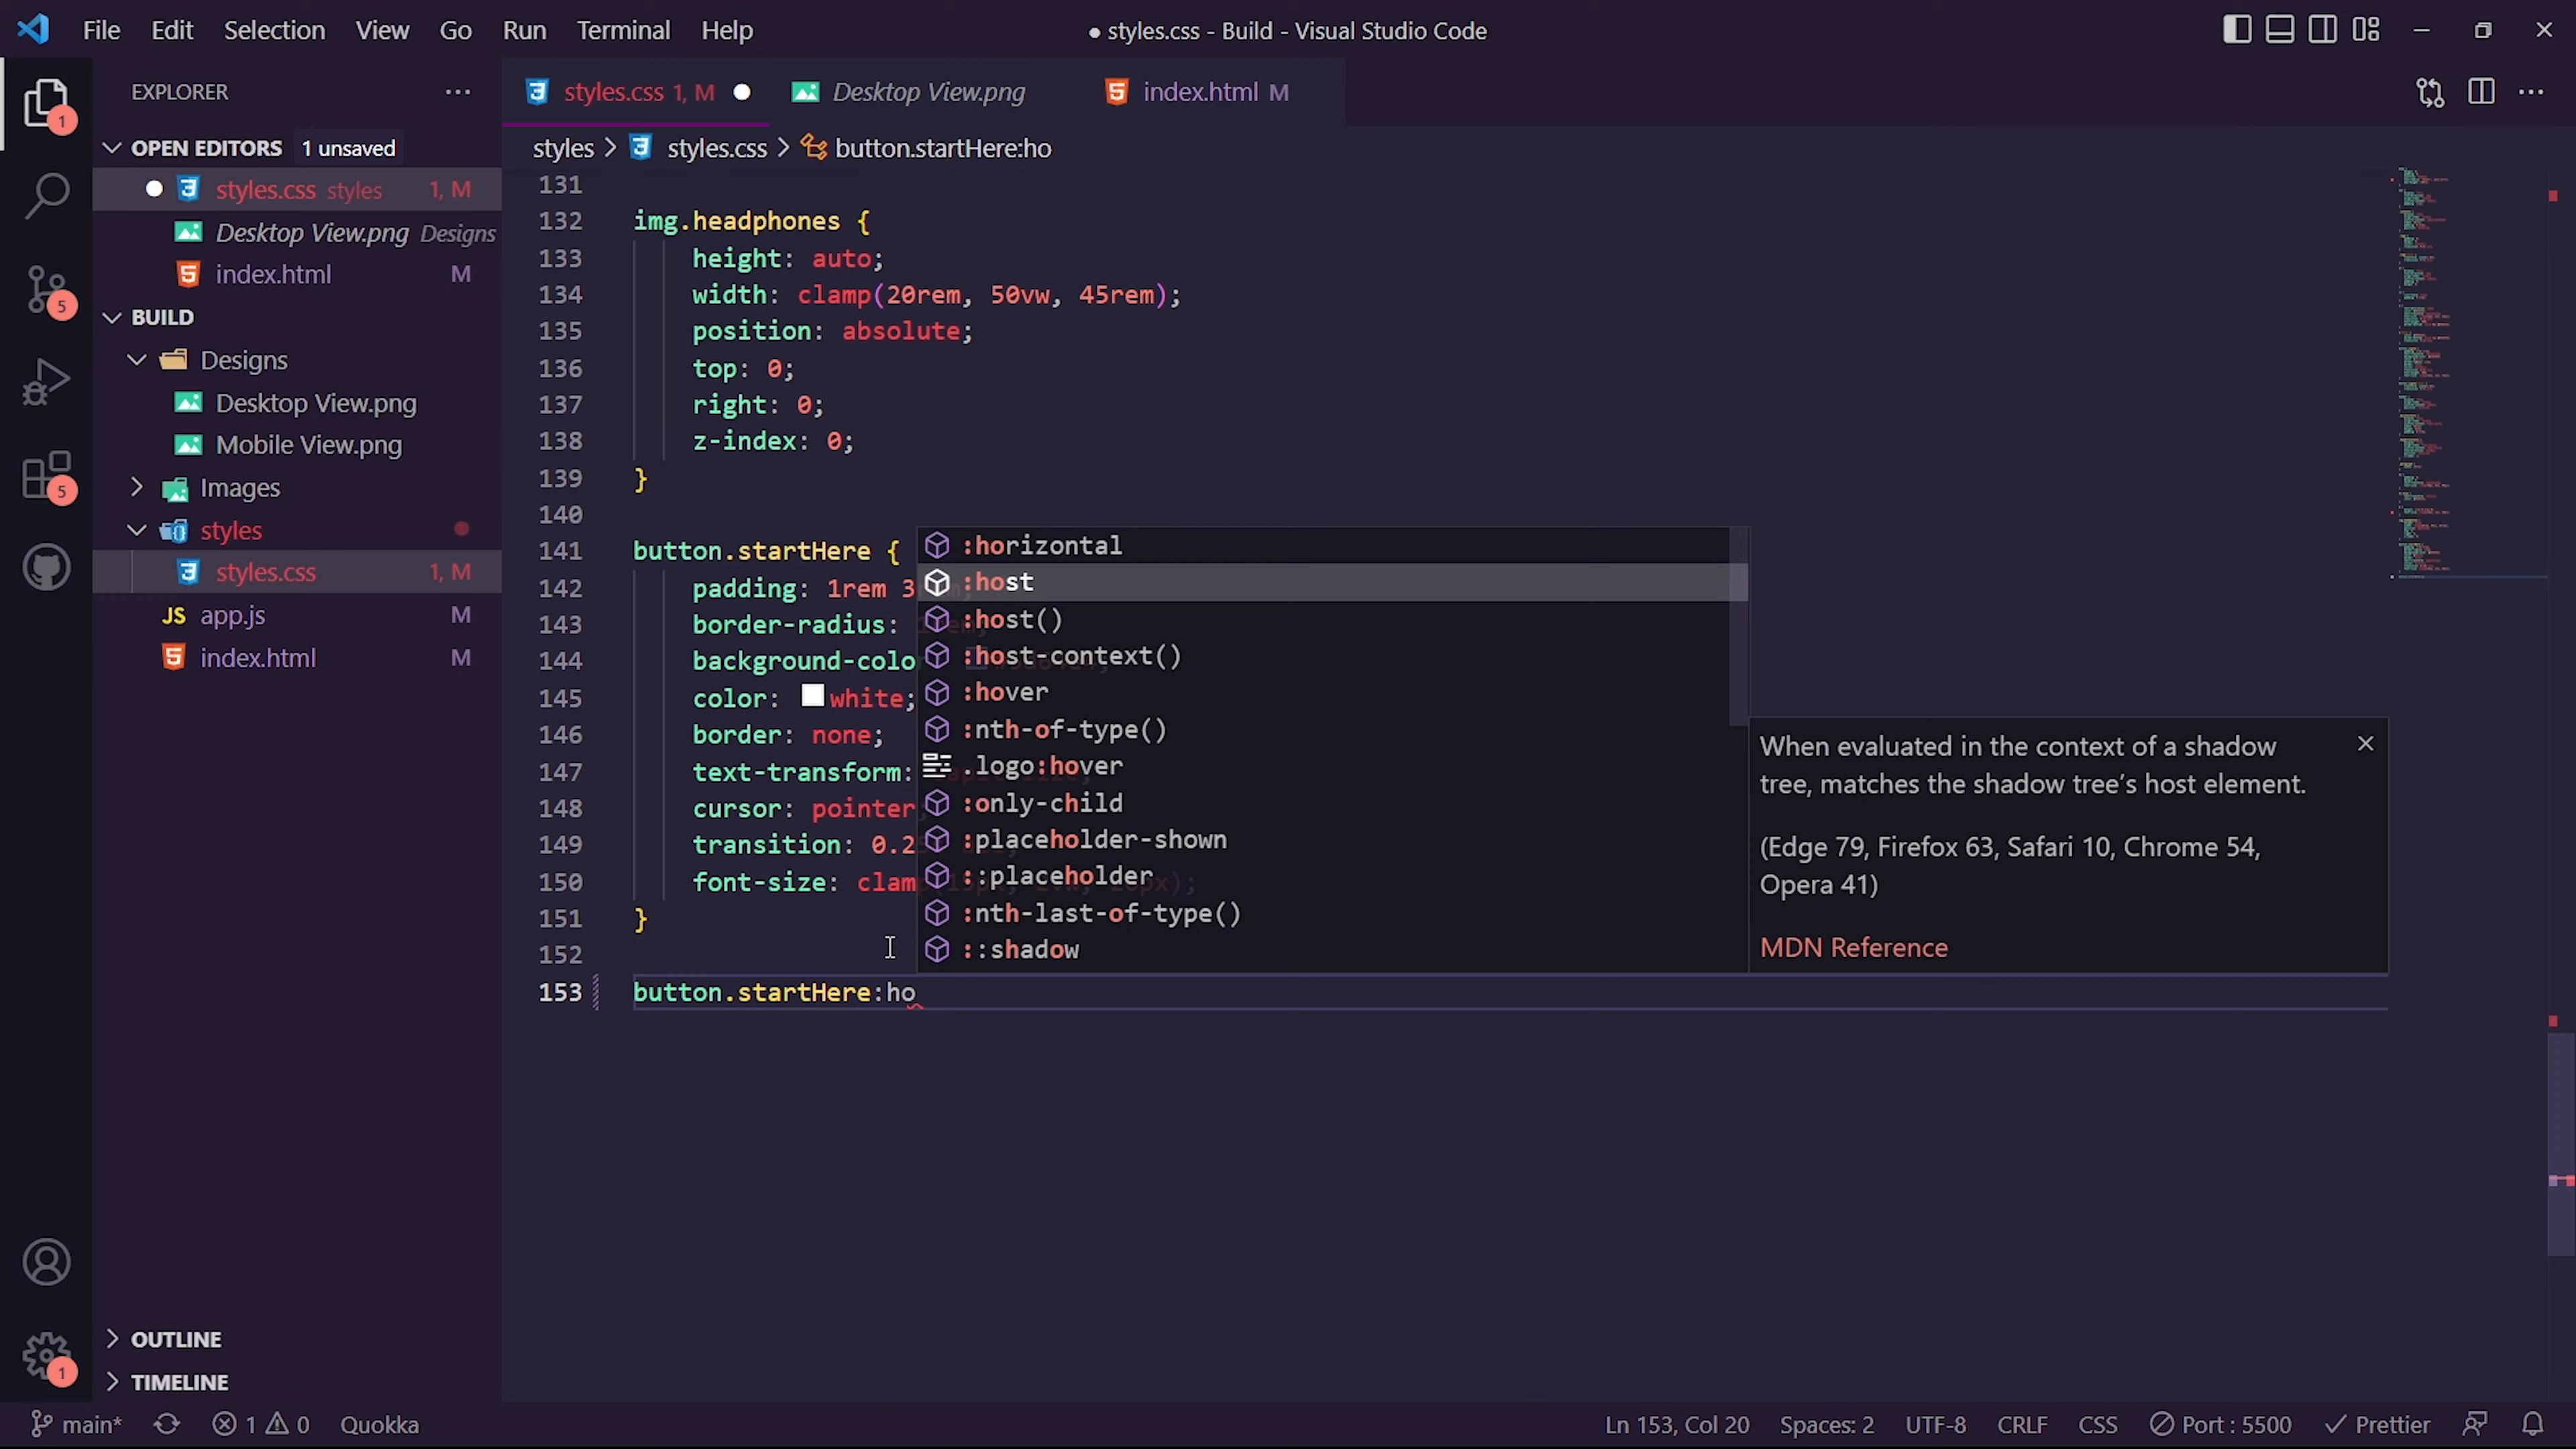 File Edit Selection View Go Run Terminal Help
● styles.css - Build - Visual Studio Code
EXPLORER
OPEN EDITORS 1 unsaved
styles.css styles 1, M
Desktop View.png Designs
index.html M
BUILD
Designs
Desktop View.png
Mobile View.png
Images
styles
styles.css 1, M
JS app.js M
index.html M
OUTLINE
TIMELINE
1
5
5
1
styles.css 1, M
Desktop View.png
index.html M
styles > styles.css > button.startHere:ho
131
132 img.headphones {
133 height: auto;
134 width: clamp(20rem, 50vw, 45rem);
135 position: absolute;
136 top: 0;
137 right: 0;
138 z-index: 0;
139 }
140
141 button.startHere {
142 padding: 1rem 3
143 border-radius:
144 background-colo
145 color: white;
146 border: none;
147 text-transform:
148 cursor: pointer;
149 transition: 0.2
150 font-size: clam
151 }
152
153 button.startHere:ho
:horizontal
:host
:host()
:host-context()
:hover
:nth-of-type()
.logo:hover
:only-child
:placeholder-shown
::placeholder
:nth-last-of-type()
::shadow
When evaluated in the context of a shadow
tree, matches the shadow tree’s host element.
(Edge 79, Firefox 63, Safari 10, Chrome 54,
Opera 41)
MDN Reference
main* 1 0 Quokka
Ln 153, Col 20 Spaces: 2 UTF-8 CRLF CSS Port : 5500 Prettier